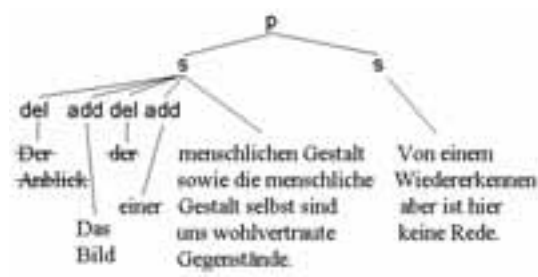 p
s s
del add del add
Der der menschlichen Gestalt Von einem
Anblick sowie die menschliche Wiedererkennen
einer Gestalt selbst sind aber ist hier
Das uns wohlvertraute keine Rede.
Bild Gegenstände.